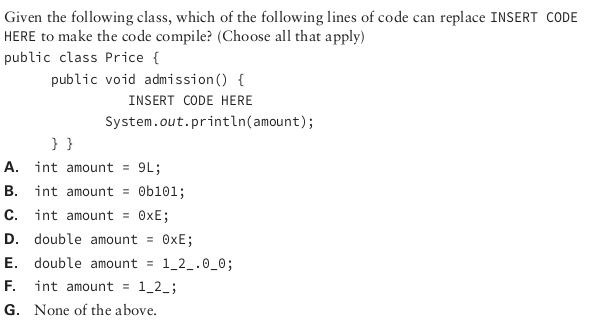 Given the following class, which of the following lines of code can replace INSERT CODE
HERE to make the code compile? (Choose all that apply)
public class Price {
public void admission() {
INSERT CODE HERE
System.out.println(amount);
} }
A. int amount = 9L;
B. int amount = 0b101;
C. int amount = 0xE;
D. double amount = 0xE;
E. double amount = 1_2_.0_0;
F. int amount = 1_2_;
G. None of the above.